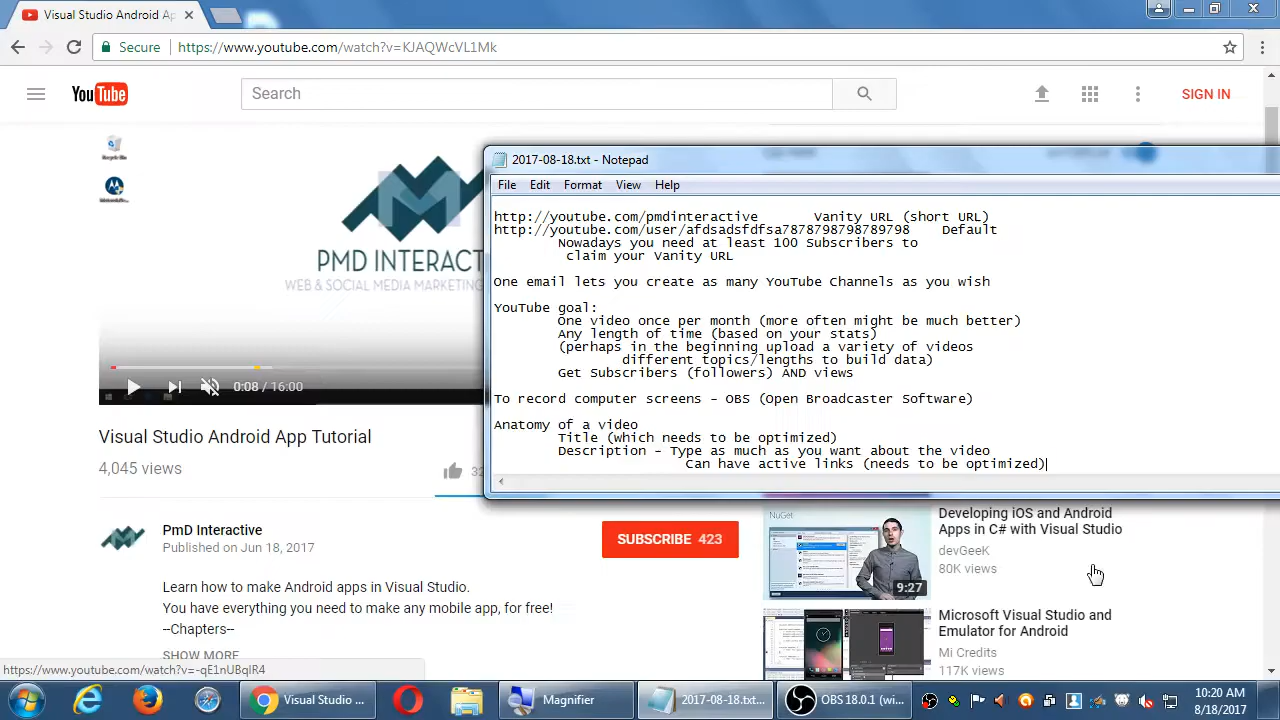 Visual Studio Android Ap
Secure
https://www.youtube.com/watch?v=KJAQWcVL1Mk
YouTube
Search
SIGN IN
Recycle Bin
2017-08-18.txt - Notepad
File Edit Format View Help
http://youtube.com/pmdinteractive Vanity URL (short URL)
http://youtube.com/user/afdsadsfdfsa7878798798789798 Default
Nowadays you need at least 100 Subscribers to
claim your Vanity URL
One email lets you create as many YouTube Channels as you wish
YouTube goal:
One video once per month (more often might be much better)
Any length of time (based on your stats)
(perhaps in the beginning upload a variety of videos
different topics/lengths to build data)
Get Subscribers (followers) AND views
To record computer screens - OBS (Open Broadcaster Software)
Anatomy of a video
Title (which needs to be optimized)
Description - Type as much as you want about the video
Can have active links (needs to be optimized)
PMD INTERACT
WEB & SOCIAL MEDIA MARKETING
0:08 / 16:00
Visual Studio Android App Tutorial
4,045 views
32
PmD Interactive
Published on Jun 18, 2017
SUBSCRIBE 423
Learn how to make Android apps in Visual Studio.
You have everything you need to make any mobile app, for free!
--Chapters--
SHOW MORE
NuGet
9:27
Developing iOS and Android
Apps in C# with Visual Studio
devGeeK
80K views
Microsoft Visual Studio and
Emulator for Android
Mi Credits
117K views
https://www.youtube.com/watch?v=-qE1nUBqIR4
Visual Studio ...
Magnifier
2017-08-18.txt...
OBS 18.0.1 (wi...
10:20 AM
8/18/2017